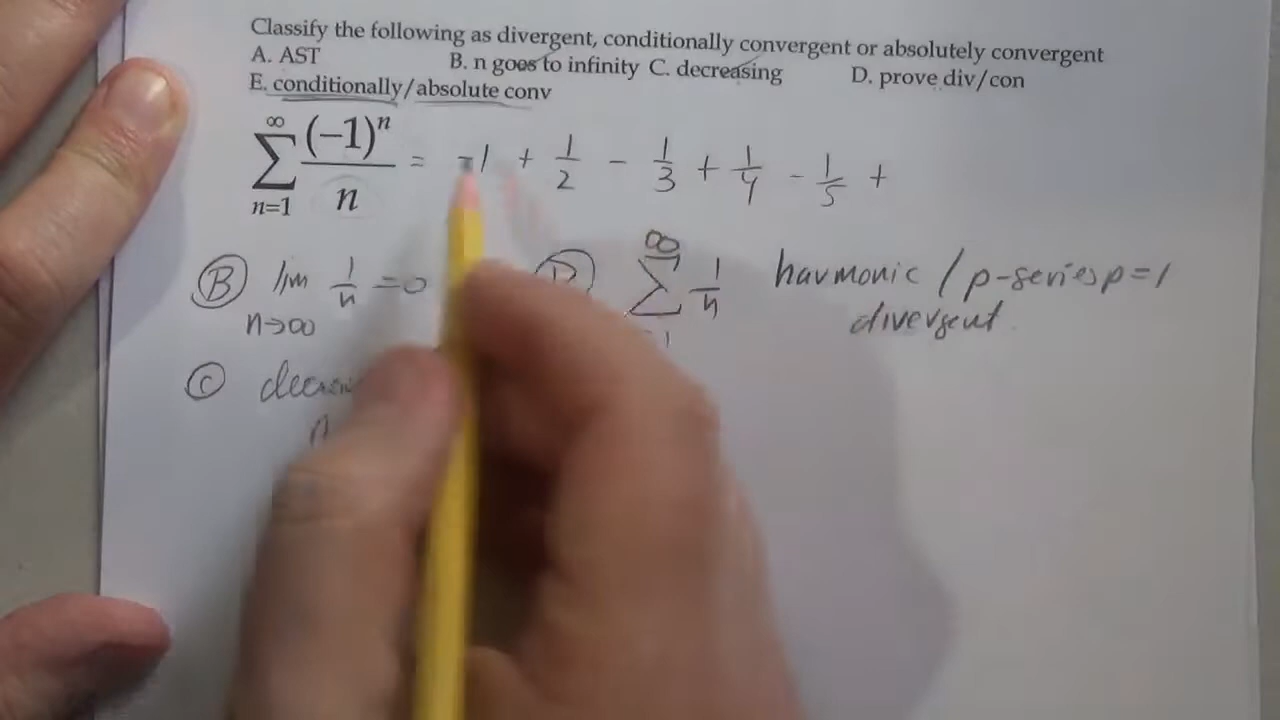 Classify the following as divergent, conditionally convergent or absolutely convergent
A. AST B. n goes to infinity C. decreasing D. prove div/con
E. conditionally/absolute conv
∞
∑ (-1)ⁿ / n = -1 + 1/2 - 1/3 + 1/4 - 1/5 +
n=1
B lim 1/n = 0
n→∞
∞
∑ 1/n harmonic / p-series p=1
divergent
C